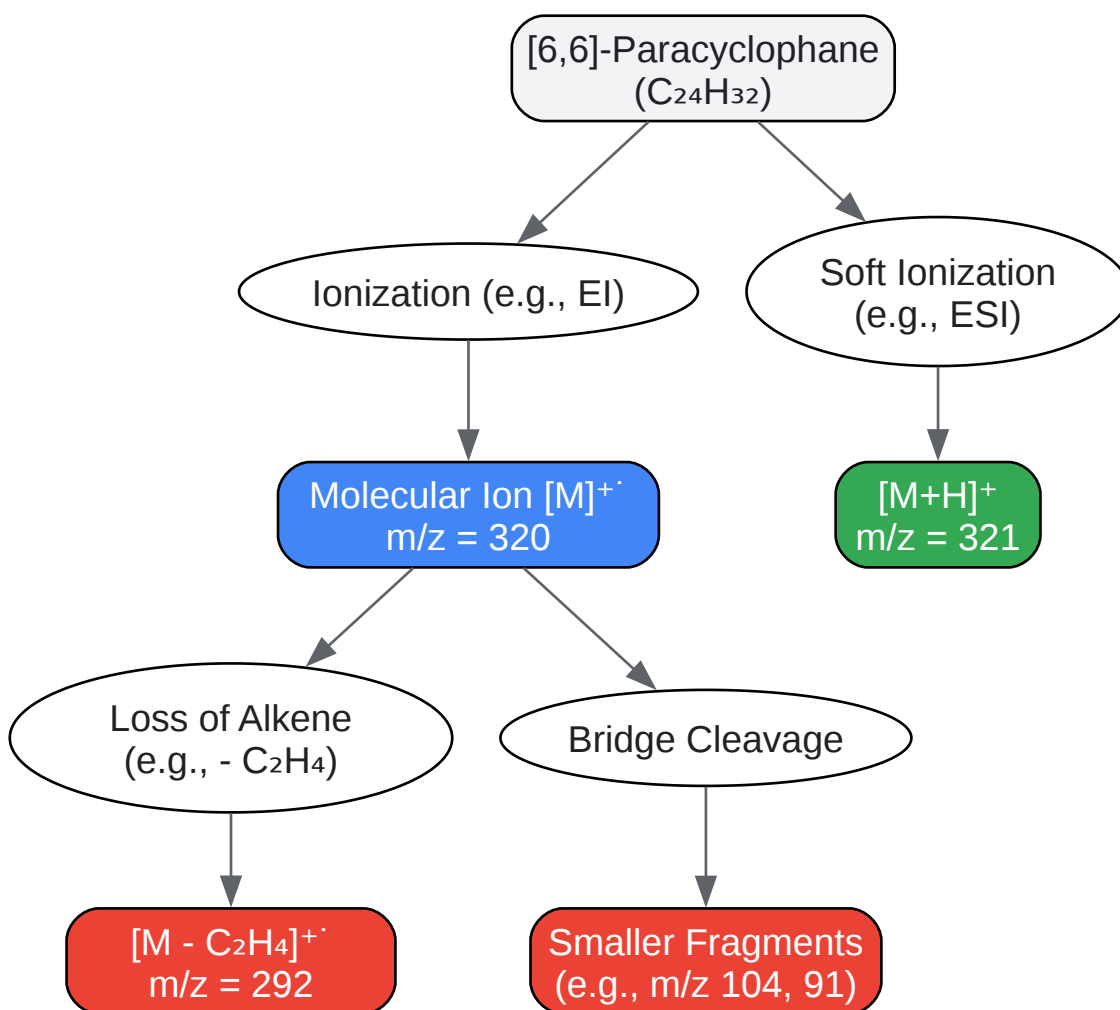 [6,6]-Paracyclophane
(C₂₄H₃₂)
Ionization (e.g., EI)
Soft Ionization
(e.g., ESI)
Molecular Ion [M]⁺˙
m/z = 320
[M+H]⁺
m/z = 321
Loss of Alkene
(e.g., - C₂H₄)
Bridge Cleavage
[M - C₂H₄]⁺˙
m/z = 292
Smaller Fragments
(e.g., m/z 104, 91)